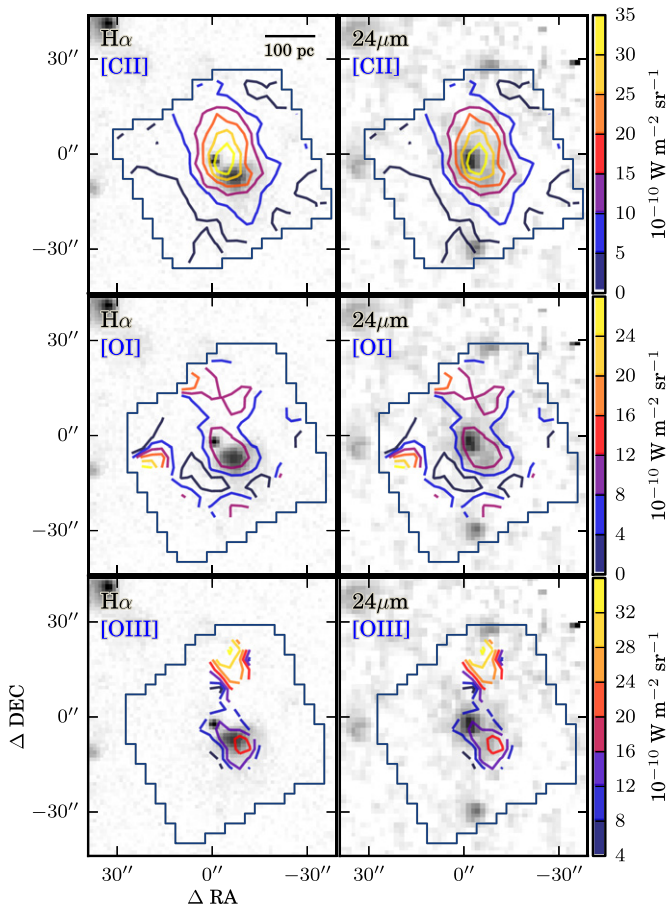 Hα
[CII]
100 pc
24μm
[CII]
30′′
0′′
−30′′
35
30
25
20
15
10
5
0
10⁻¹⁰ W m⁻² sr⁻¹
Hα
[OI]
24μm
[OI]
30′′
0′′
−30′′
28
24
20
16
12
8
4
0
10⁻¹⁰ W m⁻² sr⁻¹
Hα
[OIII]
24μm
[OIII]
30′′
0′′
−30′′
Δ DEC
32
28
24
20
16
12
8
4
10⁻¹⁰ W m⁻² sr⁻¹
30′′ 0′′ −30′′
30′′ 0′′ −30′′
Δ RA